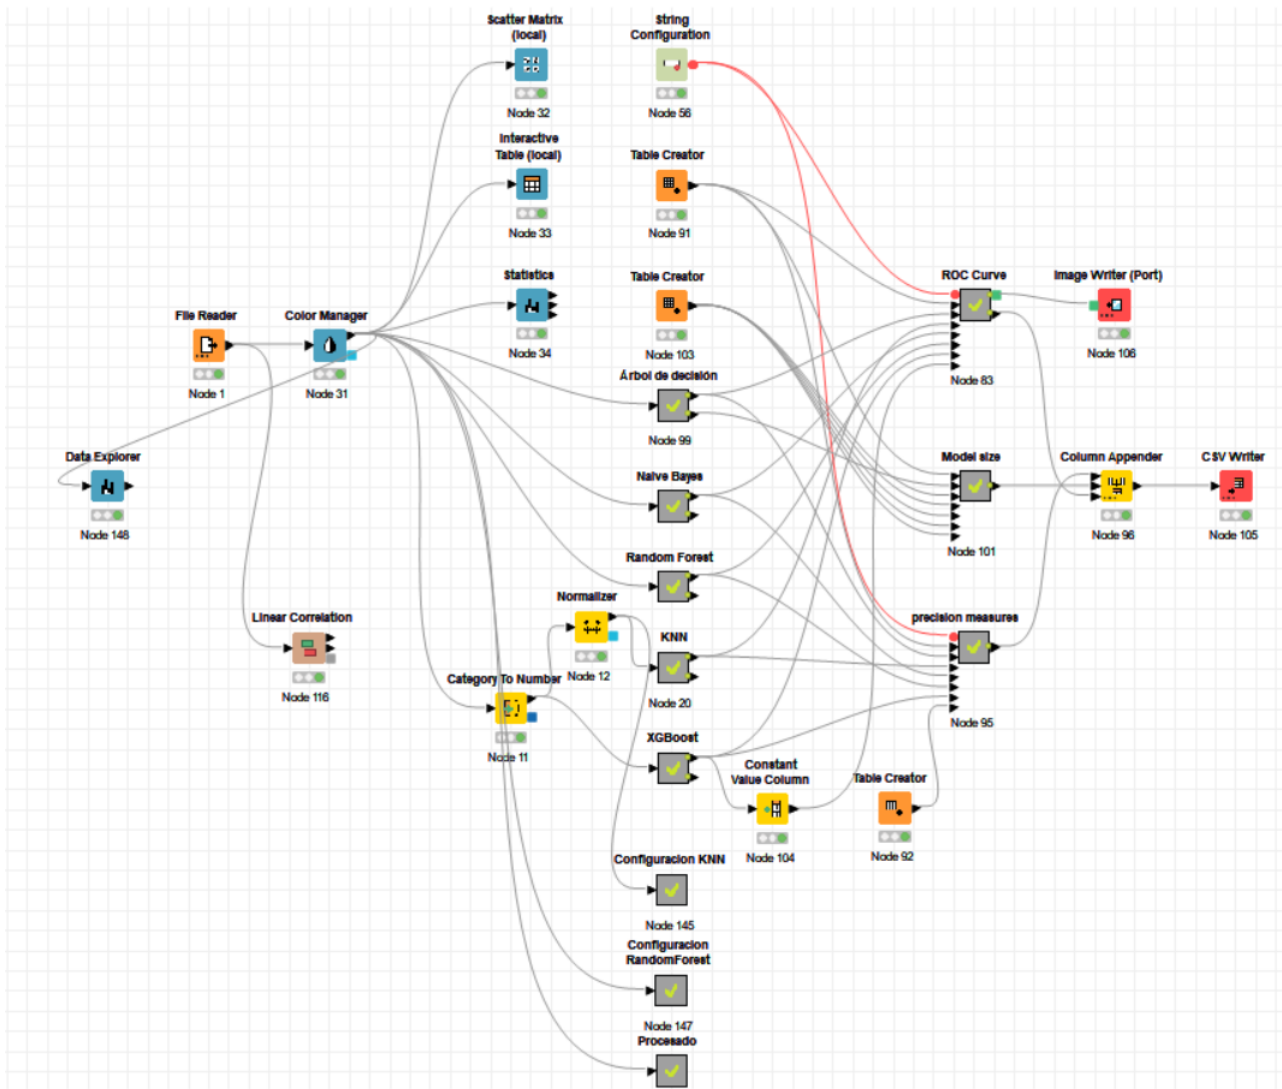 Scatter Matrix
(local)
Node 32
String
Configuration
Node 56
Interactive
Table (local)
Node 33
Table Creator
Node 91
Statistics
Node 34
Table Creator
Node 103
ROC Curve
Node 83
Image Writer (Port)
Node 106
File Reader
Node 1
Color Manager
Node 31
Árbol de decisión
Node 99
Data Explorer
Node 148
Naive Bayes
Model size
Node 101
Column Appender
Node 96
CSV Writer
Node 105
Random Forest
Normalizer
Node 12
Linear Correlation
Node 116
KNN
Node 20
precision measures
Node 95
Category To Number
Node 11
XGBoost
Constant
Value Column
Node 104
Table Creator
Node 92
Configuracion KNN
Node 145
Configuracion
RandomForest
Node 147
Procesado